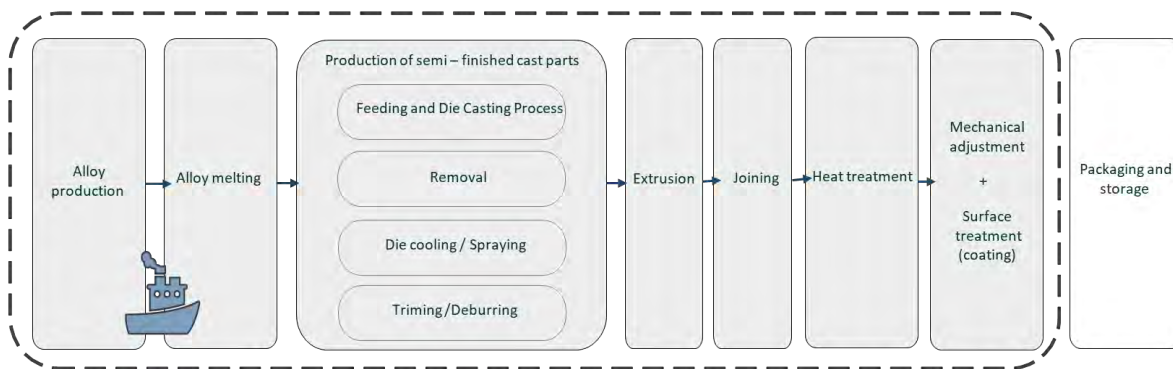 Alloy
production
Alloy melting
Production of semi – finished cast parts
Feeding and Die Casting Process
Removal
Die cooling / Spraying
Triming /Deburring
Extrusion
Joining
Heat treatment
Mechanical
adjustment
+
Surface
treatment
(coating)
Packaging and
storage